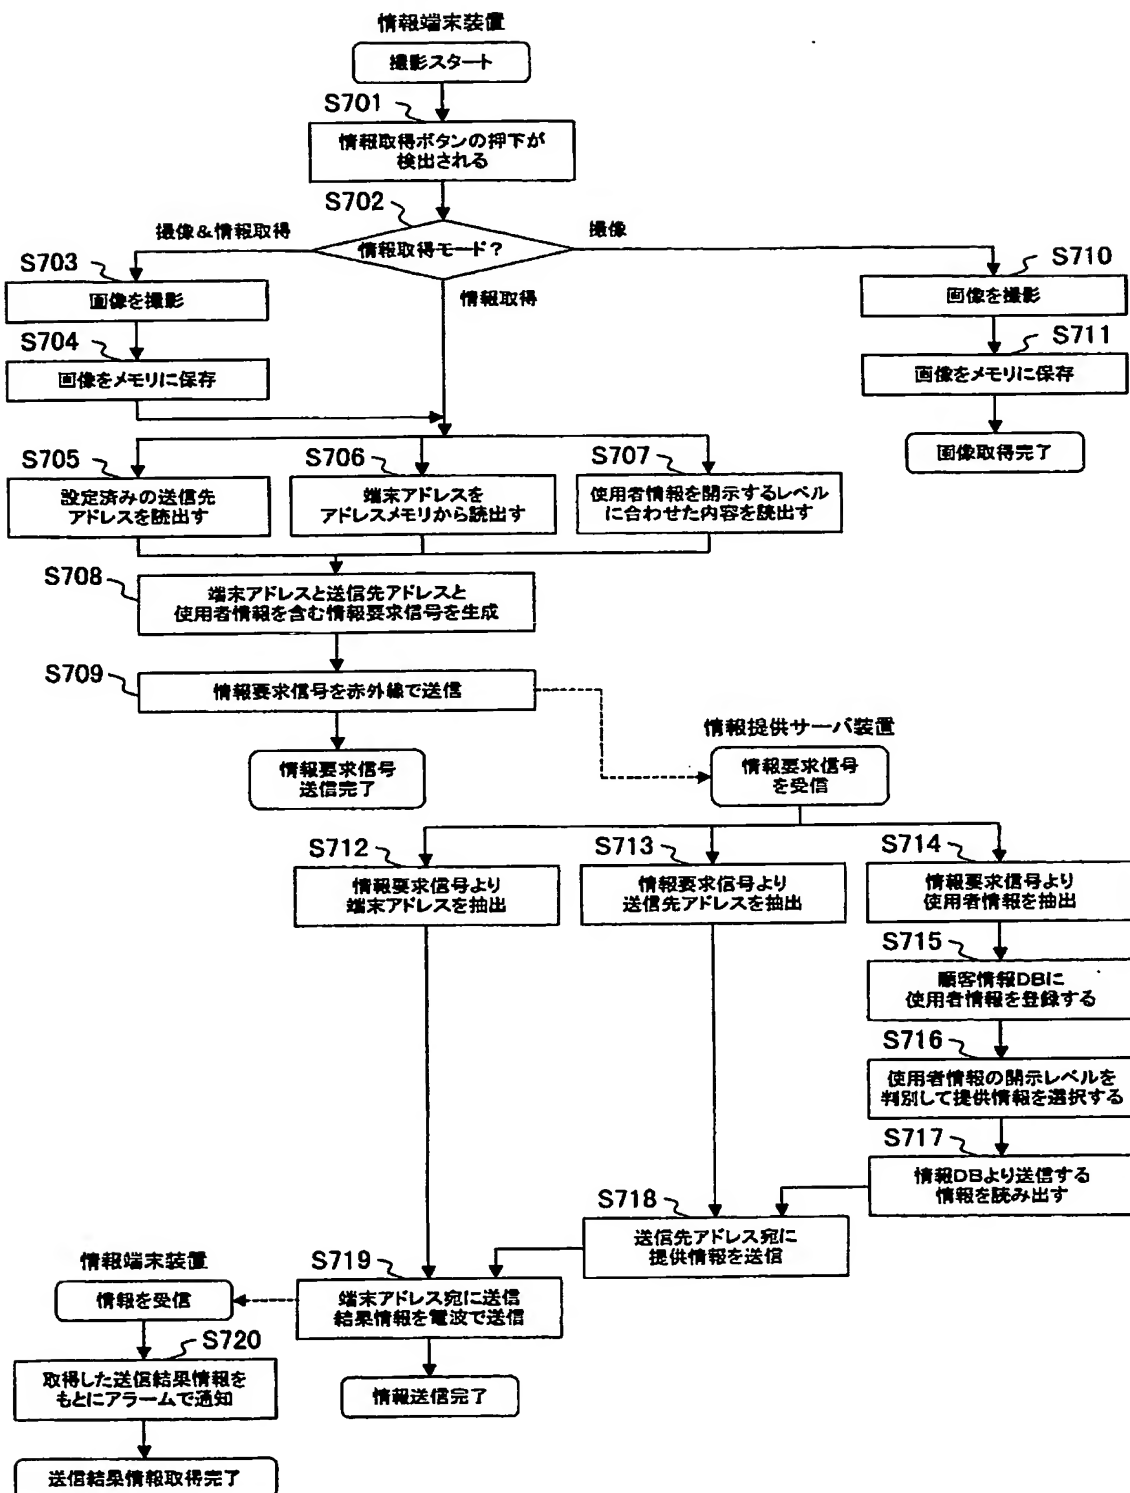 情報端末装置
撮影スタート
S701
情報取得ボタンの押下が
検出される
S702
撮像&情報取得
情報取得モード?
撮像
情報取得
S703
画像を撮影
S704
画像をメモリに保存
S710
画像を撮影
S711
画像をメモリに保存
画像取得完了
S705
設定済みの送信先
アドレスを読出す
S706
端末アドレスを
アドレスメモリから読出す
S707
使用者情報を開示するレベル
に合わせた内容を読出す
S708
端末アドレスと送信先アドレスと
使用者情報を含む情報要求信号を生成
S709
情報要求信号を赤外線で送信
情報要求信号
送信完了
情報提供サーバ装置
情報要求信号
を受信
S712
情報要求信号より
端末アドレスを抽出
S713
情報要求信号より
送信先アドレスを抽出
S714
情報要求信号より
使用者情報を抽出
S715
顧客情報DBに
使用者情報を登録する
S716
使用者情報の開示レベルを
判別して提供情報を選択する
S717
情報DBより送信する
情報を読み出す
S718
送信先アドレス宛に
提供情報を送信
S719
端末アドレス宛に送信
結果情報を電波で送信
情報送信完了
情報端末装置
情報を受信
S720
取得した送信結果情報を
もとにアラームで通知
送信結果情報取得完了